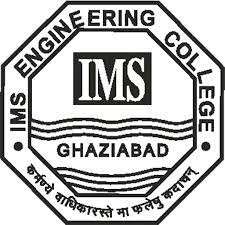 IMS ENGINEERING COLLEGE
IMS
GHAZIABAD
कर्मण्ये वाधिकारस्ते मा फलेषु कदाचन्